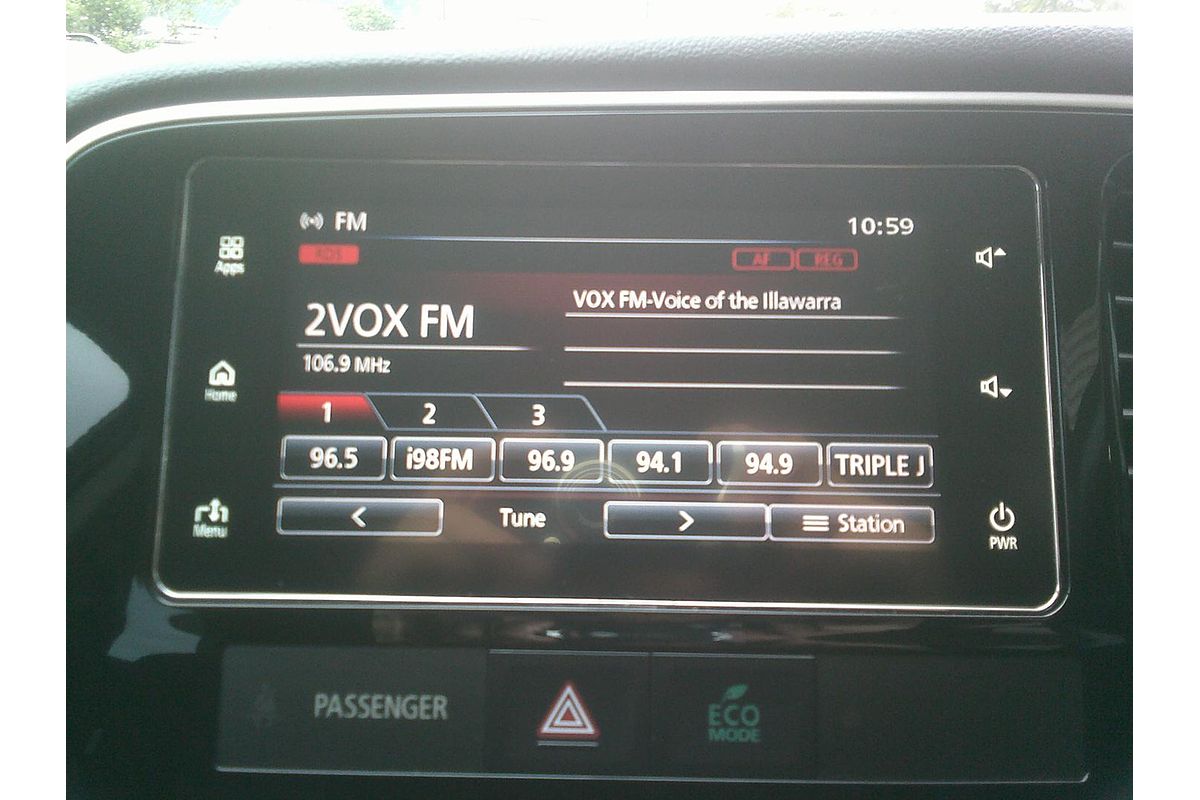 FM
10:59
Apps
RDS
AF
REG
2VOX FM
VOX FM-Voice of the Illawarra
106.9 MHz
Home
1
2
3
96.5
i98FM
96.9
94.1
94.9
TRIPLE J
Menu
<
Tune
>
Station
PWR
PASSENGER
ECO
MODE